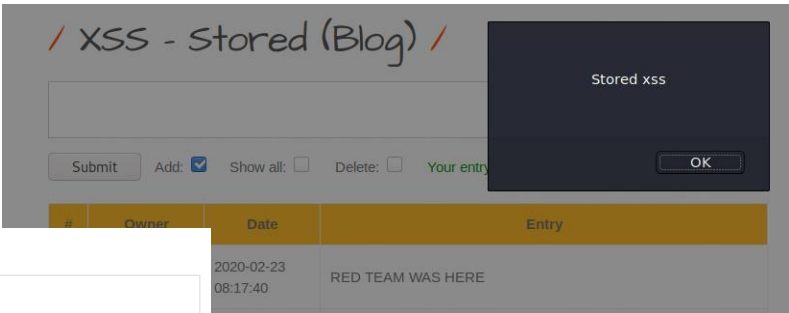 / XSS - Stored (Blog) /
Stored xss
OK
Submit Add: Show all: Delete: Your entry
# Owner Date Entry
2020-02-23
08:17:40
RED TEAM WAS HERE